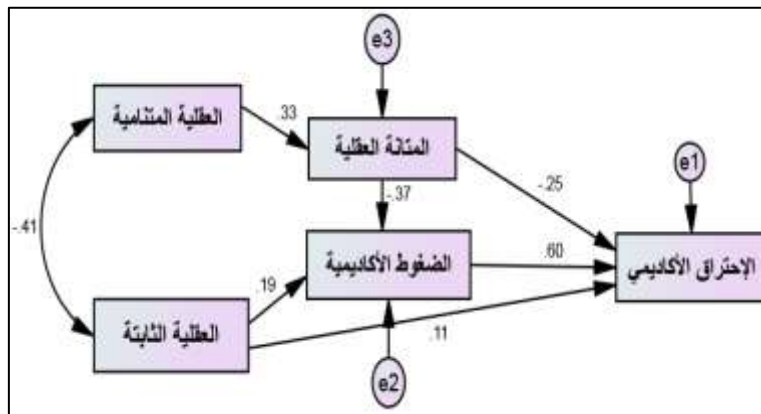 e3
العقلية المتنامية
.33
المتانة العقلية
e1
-.25
-.37
-.41
الضغوط الأكاديمية
.60
الإحتراق الأكاديمي
.19
العقلية الثابتة
.11
e2